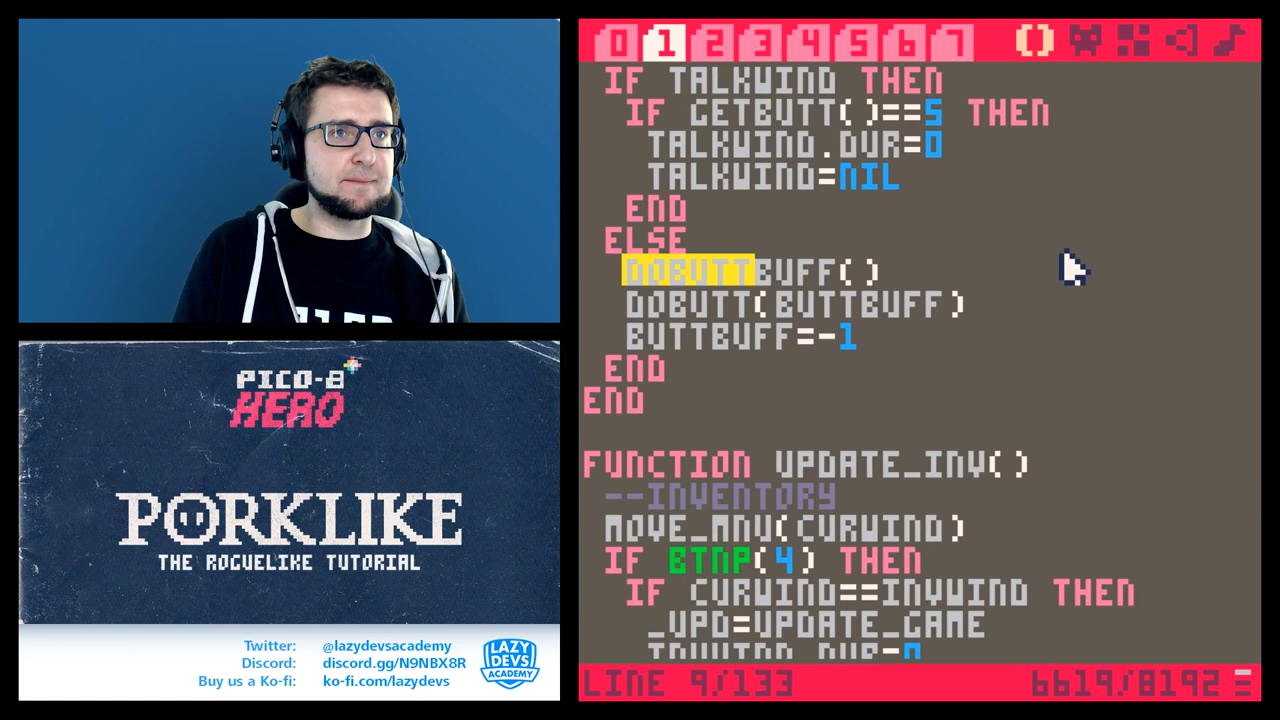 0 1 2 3 4 5 6 7
IF TALKWIND THEN
IF GETBUTT()==5 THEN
TALKWIND.DUR=0
TALKWIND=NIL
END
ELSE
DOBUTTBUFF()
DOBUTT(BUTTBUFF)
BUTTBUFF=-1
END
END
FUNCTION UPDATE_INV()
--INVENTORY
MOVE_MNU(CURWIND)
IF BTNP(4) THEN
IF CURWIND==INVWIND THEN
_UPD=UPDATE_GAME
LINE 9/133
6619/8192
PICO-8
HERO
PORKLIKE
THE ROGUELIKE TUTORIAL
Twitter: @lazydevsacademy
Discord: discord.gg/N9NBX8R
Buy us a Ko-fi: ko-fi.com/lazydevs
LAZY
DEVS
ACADEMY